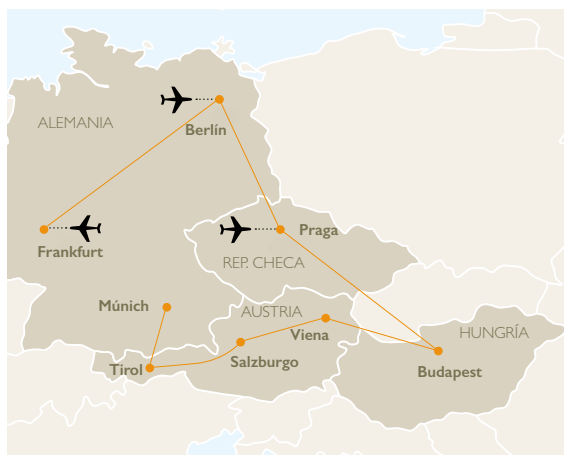 ALEMANIA
Berlín
Frankfurt
Praga
REP. CHECA
Múnich
AUSTRIA
Viena
HUNGRÍA
Tirol
Salzburgo
Budapest